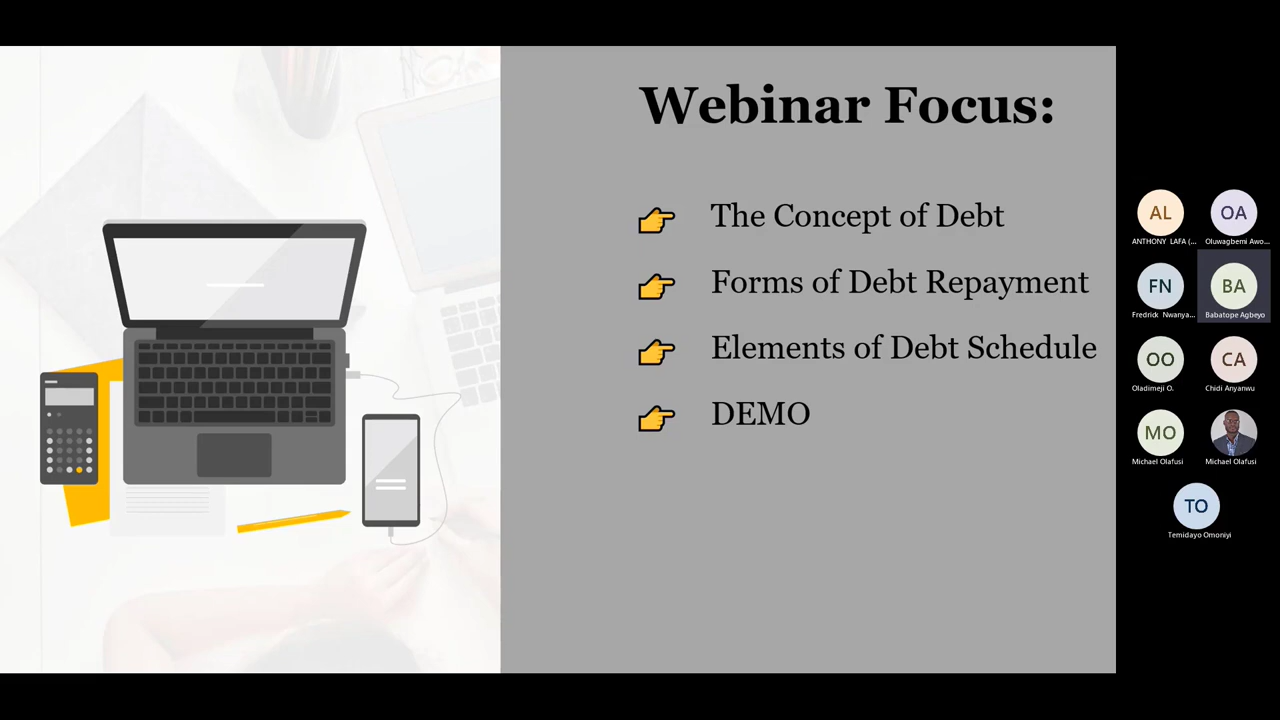 Webinar Focus:
The Concept of Debt
Forms of Debt Repayment
Elements of Debt Schedule
DEMO
AL
OA
ANTHONY LAFA (...
Oluwagbemi Awo...
FN
BA
Fredrick Nwanya...
Babatope Agbeyo
OO
CA
Oladimeji O.
Chidi Anyanwu
MO
Michael Olafusi
Michael Olafusi
TO
Temidayo Omoniyi